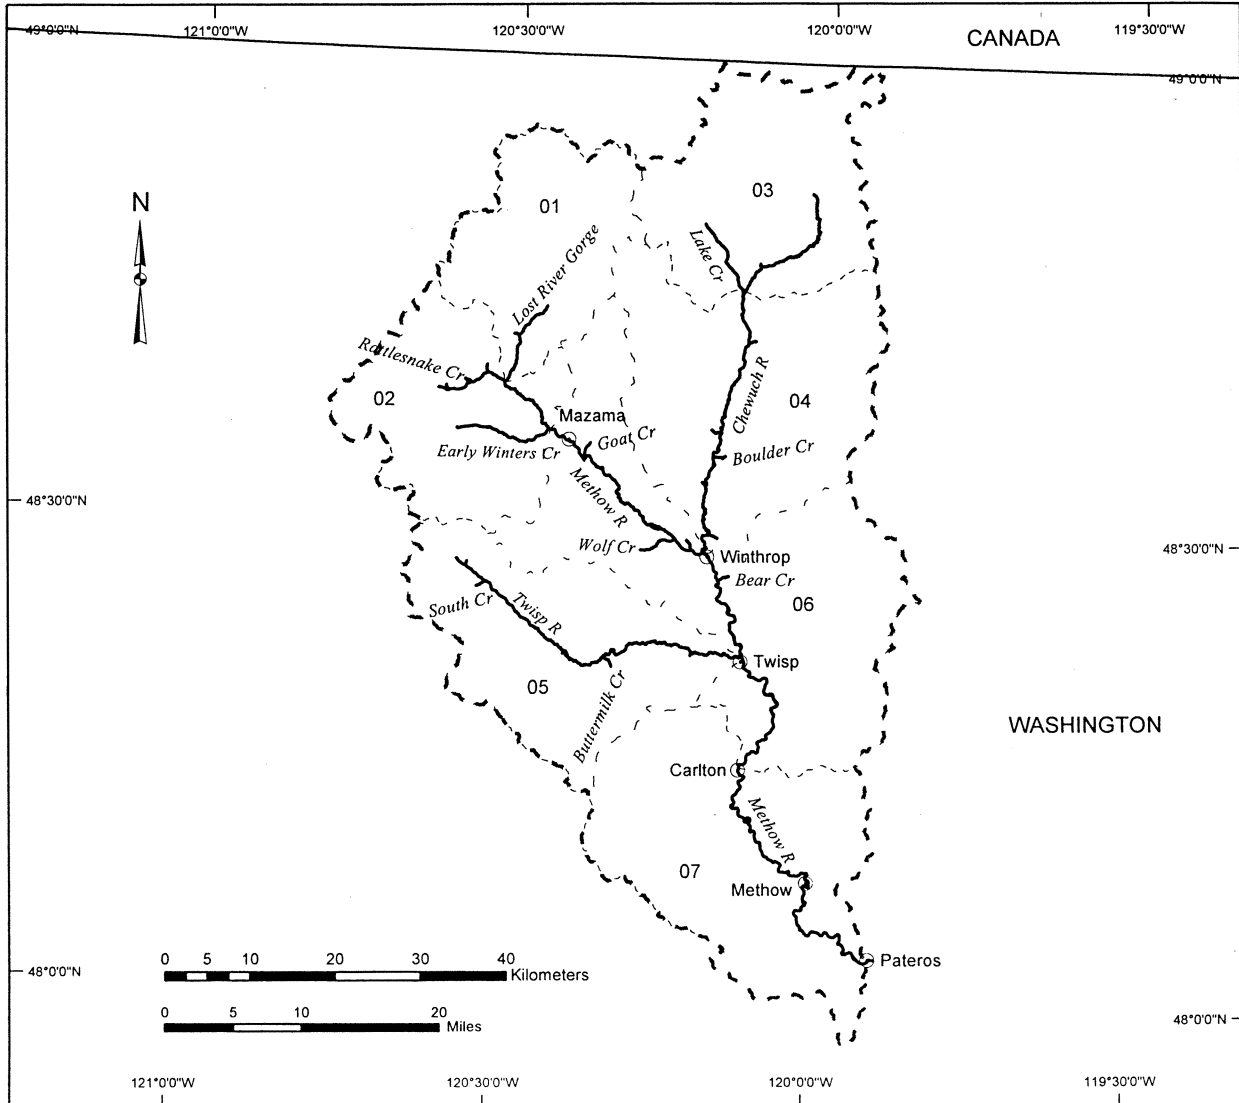 49°0'0"N
121°0'0"W
120°30'0"W
120°0'0"W
119°30'0"W
CANADA
49°0'0"N
N
01
03
Lake Cr
Lost River Gorge
Rattlesnake Cr
02
04
Chewuch R
Mazama
Goat Cr
Early Winters Cr
Boulder Cr
Methow R
48°30'0"N
Wolf Cr
Winthrop
48°30'0"N
Bear Cr
South Cr
Twisp R
06
Twisp
05
Buttermilk Cr
WASHINGTON
Carlton
Methow R
07
Methow
Pateros
0 5 10 20 30 40
Kilometers
48°0'0"N
0 5 10 20
Miles
48°0'0"N
121°0'0"W
120°30'0"W
120°0'0"W
119°30'0"W